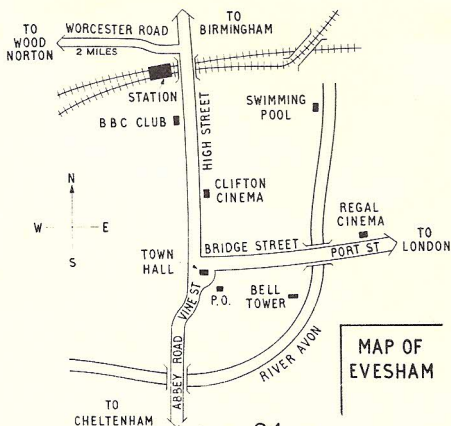 TO
WOOD
NORTON
WORCESTER ROAD
2 MILES
TO
BIRMINGHAM
STATION
BBC CLUB
HIGH STREET
SWIMMING
POOL
CLIFTON
CINEMA
N
W
E
S
REGAL
CINEMA
TO
LONDON
BRIDGE STREET
PORT ST
TOWN
HALL
VINE ST
P.O.
BELL
TOWER
RIVER AVON
ABBEY ROAD
MAP OF
EVESHAM
TO
CHELTENHAM